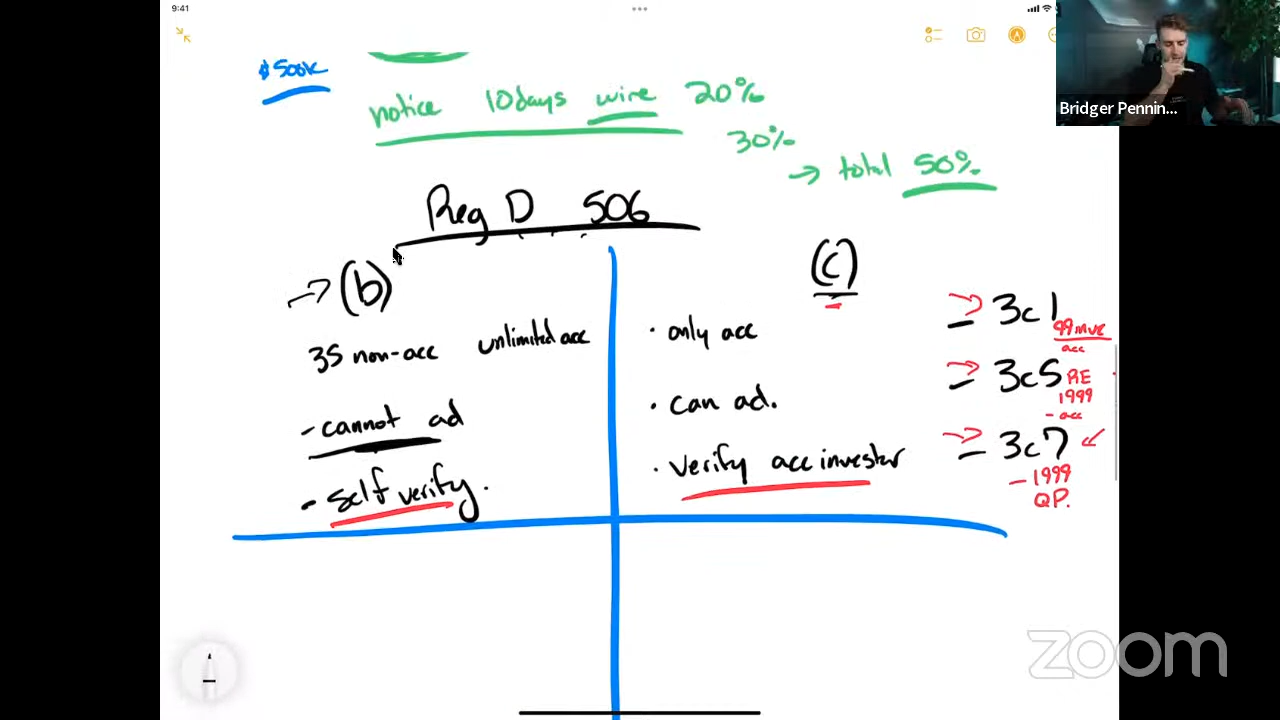 9:41
$500K
notice 10days wire 20%
30%
→ total 50%
Reg D 506
→ (b)
35 non-acc unlimited acc
- cannot ad
- self verify.
(c)
· only acc
· can ad.
· verify acc investor
→ - 3c1
99 
acc
→ - 3c5 RE
1999
- acc
→ - 3c7 ←
- 1999
QP.
Bridger Pennin...
zoom